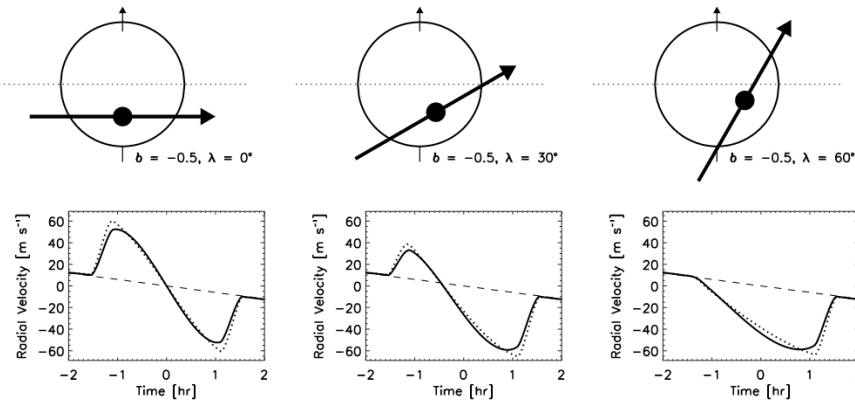 b = −0.5, λ = 0°
b = −0.5, λ = 30°
b = −0.5, λ = 60°
Radial Velocity [m s⁻¹]
60
40
20
0
−20
−40
−60
−2 −1 0 1 2
Time [hr]
Radial Velocity [m s⁻¹]
60
40
20
0
−20
−40
−60
−2 −1 0 1 2
Time [hr]
Radial Velocity [m s⁻¹]
60
40
20
0
−20
−40
−60
−2 −1 0 1 2
Time [hr]